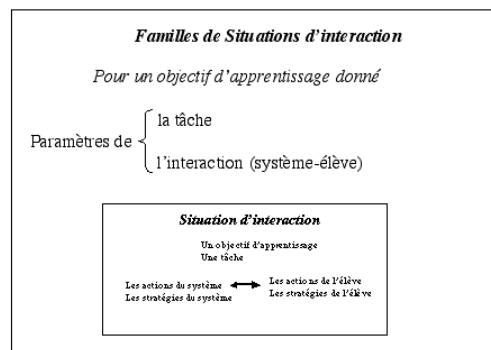 Familles de Situations d'interaction
Pour un objectif d'apprentissage donné
Paramètres de
la tâche
l'interaction (système-élève)
Situation d'interaction
Un objectif d'apprentissage
Une tâche
Les actions du système
Les stratégies du système
Les actions de l'élève
Les stratégies de l'élève